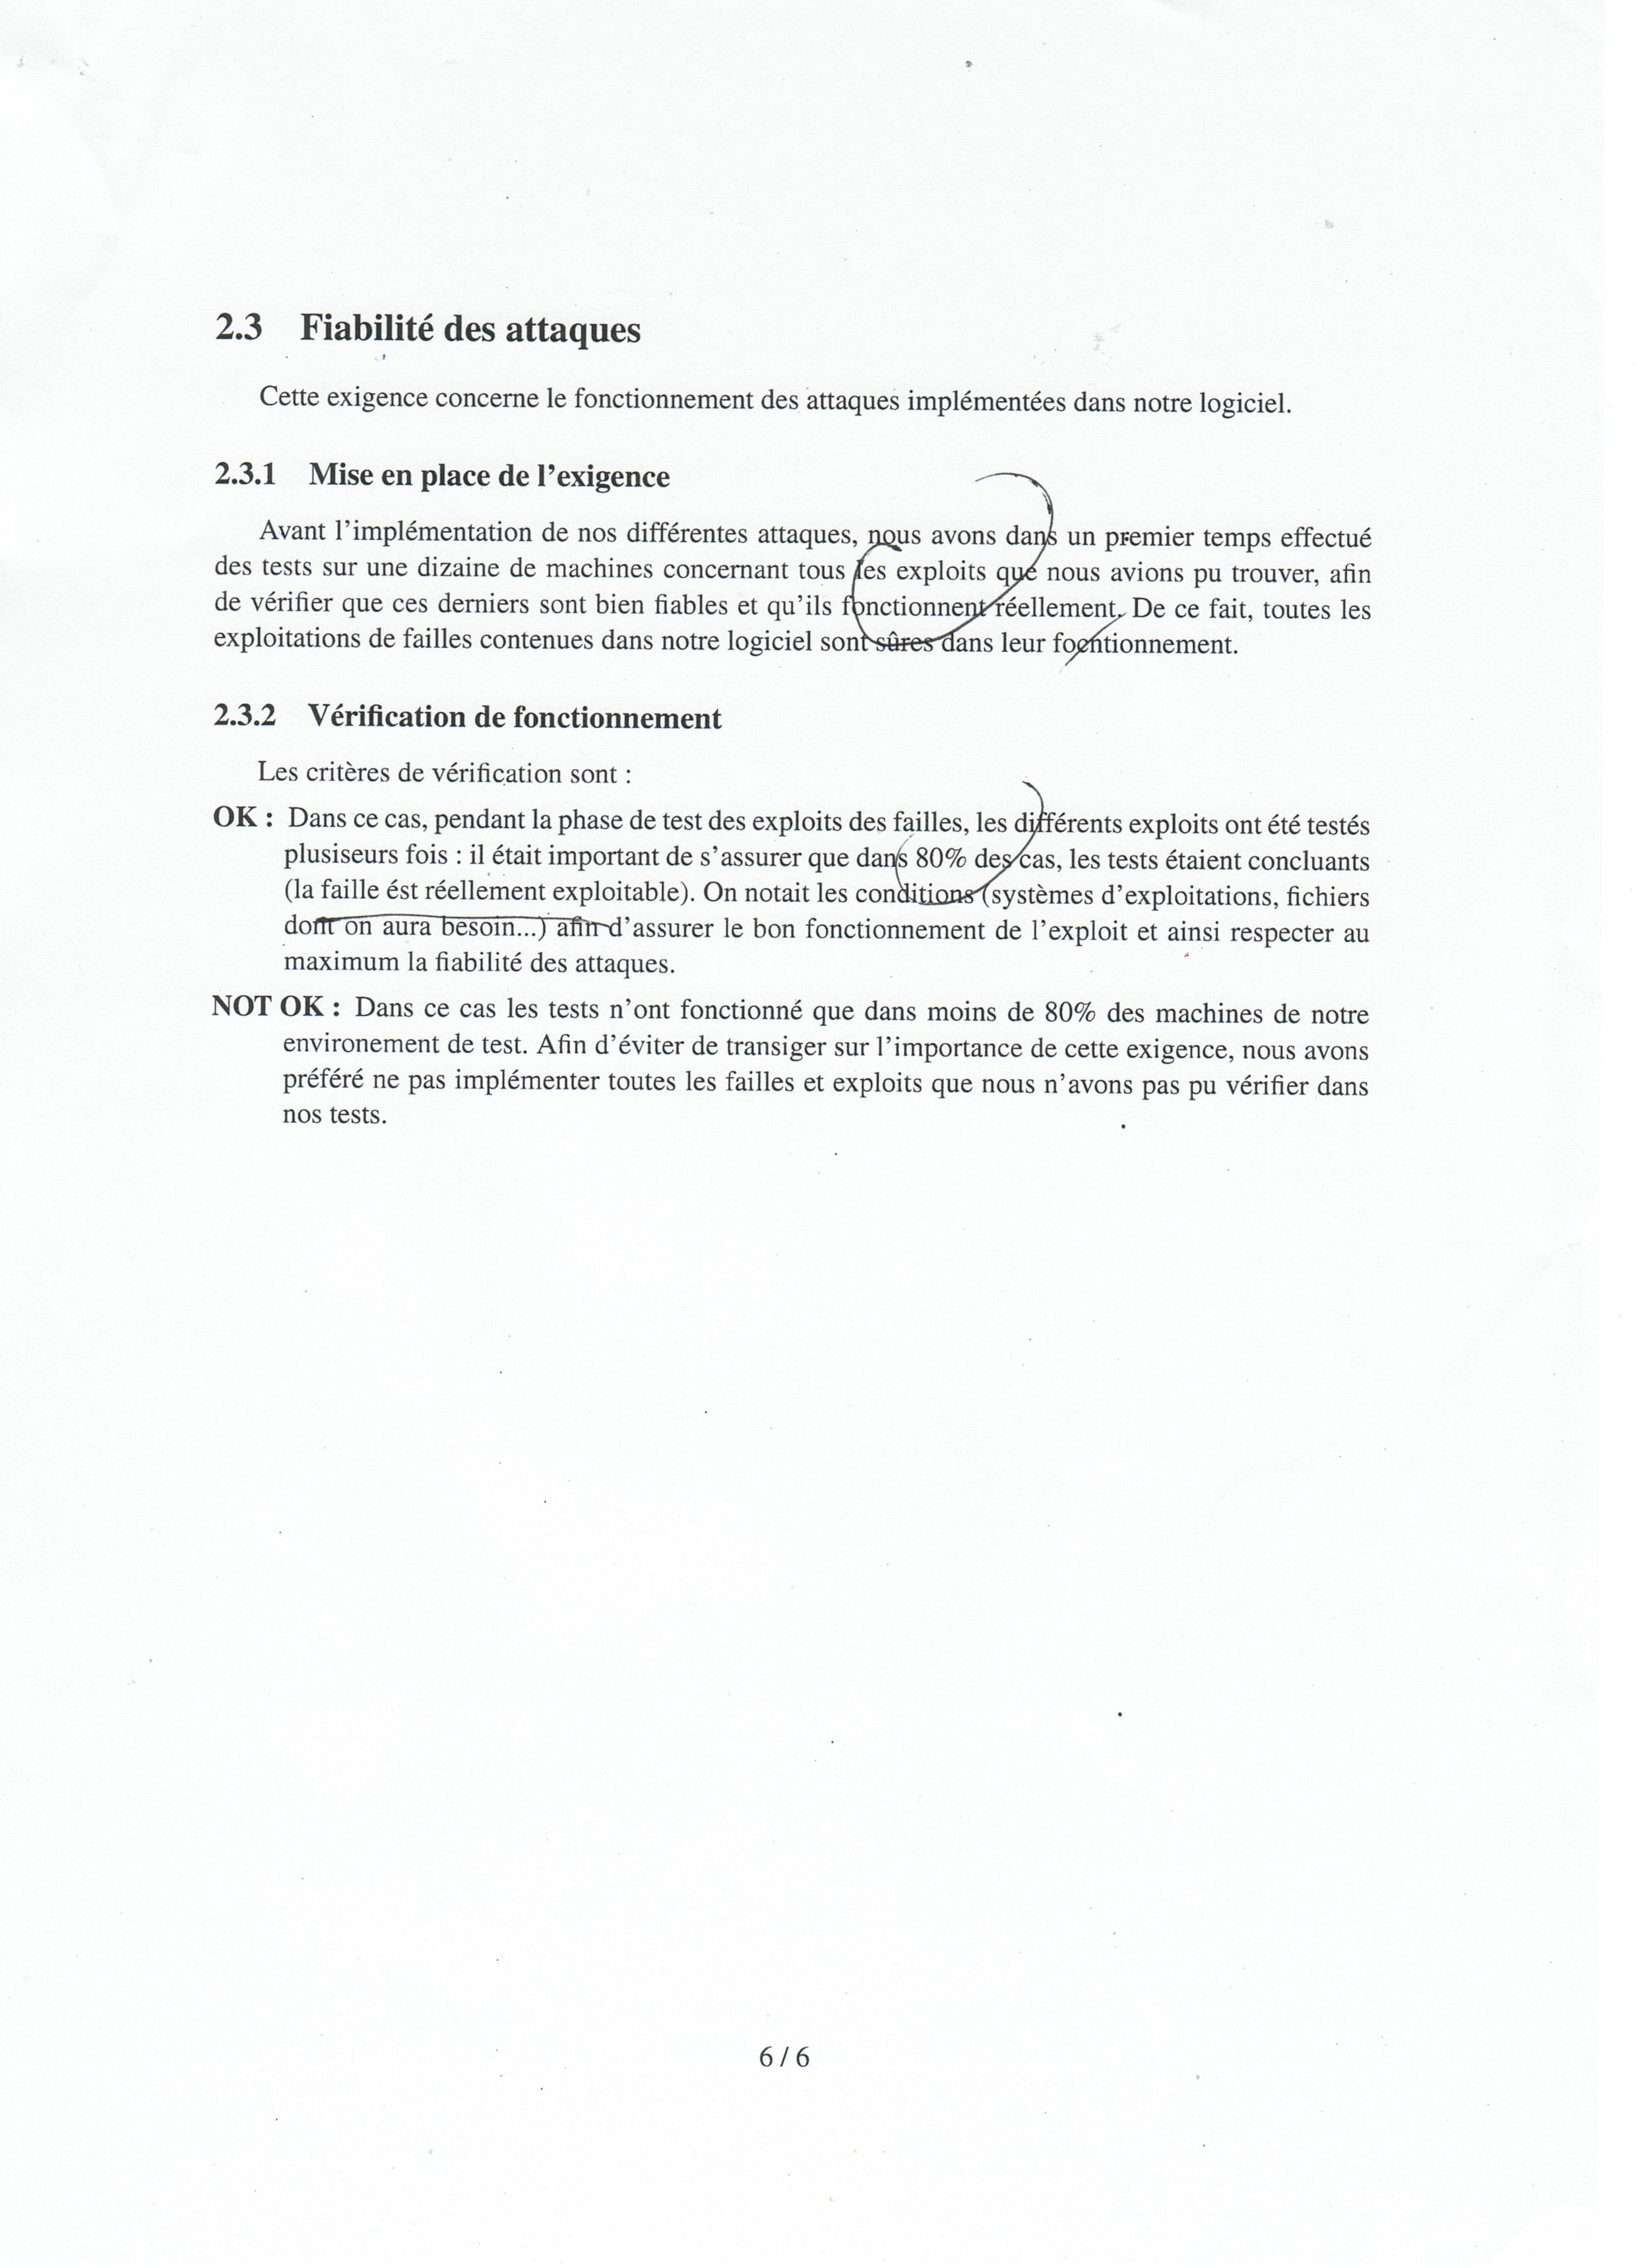 2.3 Fiabilité des attaques
Cette exigence concerne le fonctionnement des attaques implémentées dans notre logiciel.
2.3.1 Mise en place de l'exigence
Avant l'implémentation de nos différentes attaques, nous avons dans un premier temps effectué
des tests sur une dizaine de machines concernant tous les exploits que nous avions pu trouver, afin
de vérifier que ces derniers sont bien fiables et qu'ils fonctionnent réellement. De ce fait, toutes les
exploitations de failles contenues dans notre logiciel sont sûres dans leur focntionnement.
2.3.2 Vérification de fonctionnement
Les critères de vérification sont :
OK : Dans ce cas, pendant la phase de test des exploits des failles, les différents exploits ont été testés
plusiseurs fois : il était important de s'assurer que dans 80% des cas, les tests étaient concluants
(la faille ést réellement exploitable). On notait les conditions (systèmes d'exploitations, fichiers
dont on aura besoin...) afin d'assurer le bon fonctionnement de l'exploit et ainsi respecter au
maximum la fiabilité des attaques.
NOT OK : Dans ce cas les tests n'ont fonctionné que dans moins de 80% des machines de notre
environement de test. Afin d'éviter de transiger sur l'importance de cette exigence, nous avons
préféré ne pas implémenter toutes les failles et exploits que nous n'avons pas pu vérifier dans
nos tests.
6 / 6